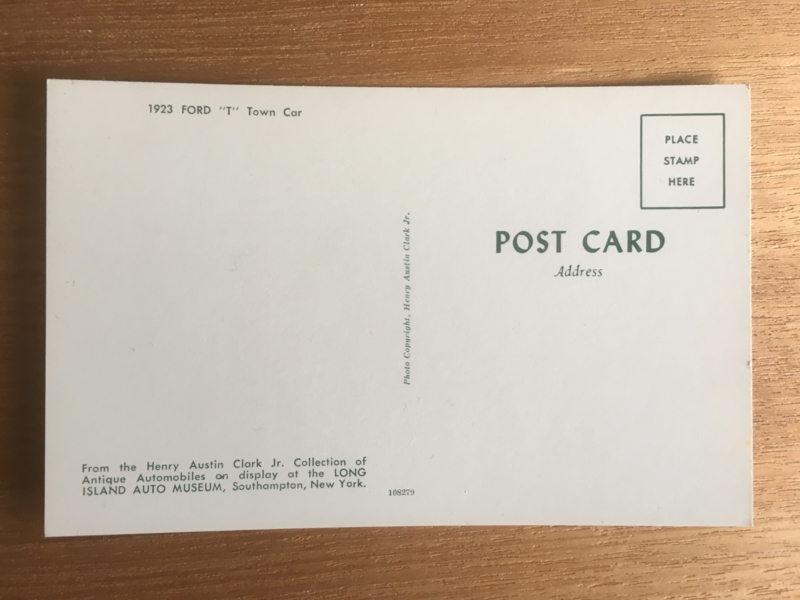 1923 FORD "T" Town Car
PLACE
STAMP
HERE
POST CARD
Address
Photo Copyright, Henry Austin Clark Jr.
From the Henry Austin Clark Jr. Collection of
Antique Automobiles on display at the LONG
ISLAND AUTO MUSEUM, Southampton, New York.
108279